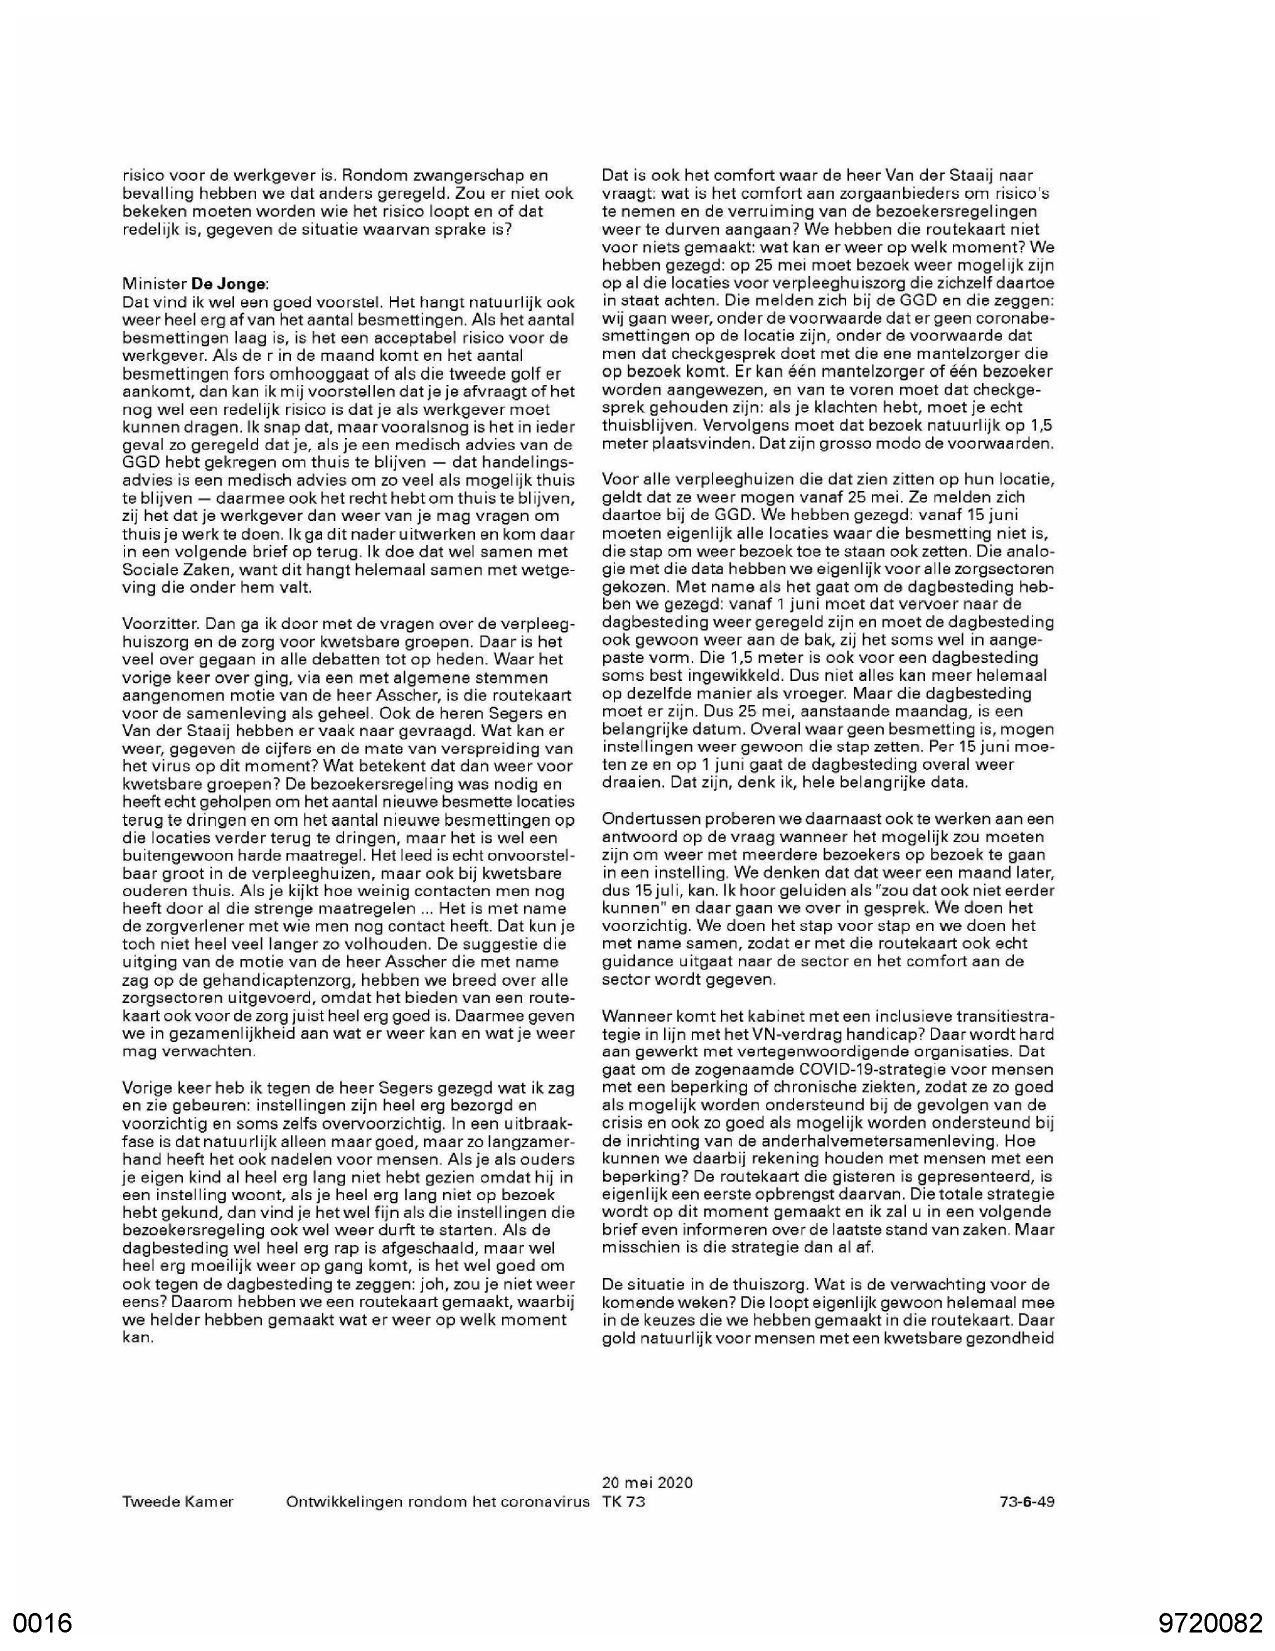 risico voor de werkgever is. Rondom zwangerschap en
bevalling hebben we dat anders geregeld. Zou er niet ook
bekeken moeten worden wie het risico loopt en of dat
redelijk is, gegeven de situatie waarvan sprake is?
Minister De Jonge:
Dat vind ik wel een goed voorstel. Het hangt natuurlijk ook
weer heel erg af van het aantal besmettingen. Als het aantal
besmettingen laag is, is het een acceptabel risico voor de
werkgever. Als de r in de maand komt en het aantal
besmettingen fors omhooggaat of als die tweede golf er
aankomt, dan kan ik mij voorstellen dat je je afvraagt of het
nog wel een redelijk risico is dat je als werkgever moet
kunnen dragen. Ik snap dat, maar vooralsnog is het in ieder
geval zo geregeld dat je, als je een medisch advies van de
GGD hebt gekregen om thuis te blijven — dat handelings-
advies is een medisch advies om zo veel als mogelijk thuis
te blijven — daarmee ook het recht hebt om thuis te blijven,
zij het dat je werkgever dan weer van je mag vragen om
thuis je werk te doen. Ik ga dit nader uitwerken en kom daar
in een volgende brief op terug. Ik doe dat wel samen met
Sociale Zaken, want dit hangt helemaal samen met wetge-
ving die onder hem valt.
Voorzitter. Dan ga ik door met de vragen over de verpleeg-
huiszorg en de zorg voor kwetsbare groepen. Daar is het
veel over gegaan in alle debatten tot op heden. Waar het
vorige keer over ging, via een met algemene stemmen
aangenomen motie van de heer Asscher, is die routekaart
voor de samenleving als geheel. Ook de heren Segers en
Van der Staaij hebben er vaak naar gevraagd. Wat kan er
weer, gegeven de cijfers en de mate van verspreiding van
het virus op dit moment? Wat betekent dat dan weer voor
kwetsbare groepen? De bezoekersregeling was nodig en
heeft echt geholpen om het aantal nieuwe besmette locaties
terug te dringen en om het aantal nieuwe besmettingen op
die locaties verder terug te dringen, maar het is wel een
buitengewoon harde maatregel. Het leed is echt onvoorstel-
baar groot in de verpleeghuizen, maar ook bij kwetsbare
ouderen thuis. Als je kijkt hoe weinig contacten men nog
heeft door al die strenge maatregelen ... Het is met name
de zorgverlener met wie men nog contact heeft. Dat kun je
toch niet heel veel langer zo volhouden. De suggestie die
uitging van de motie van de heer Asscher die met name
zag op de gehandicaptenzorg, hebben we breed over alle
zorgsectoren uitgevoerd, omdat het bieden van een route-
kaart ook voor de zorg juist heel erg goed is. Daarmee geven
we in gezamenlijkheid aan wat er weer kan en wat je weer
mag verwachten.
Vorige keer heb ik tegen de heer Segers gezegd wat ik zag
en zie gebeuren: instellingen zijn heel erg bezorgd en
voorzichtig en soms zelfs overvoorzichtig. In een uitbraak-
fase is dat natuurlijk alleen maar goed, maar zo langzamer-
hand heeft het ook nadelen voor mensen. Als je als ouders
je eigen kind al heel erg lang niet hebt gezien omdat hij in
een instelling woont, als je heel erg lang niet op bezoek
hebt gekund, dan vind je het wel fijn als die instellingen die
bezoekersregeling ook wel weer durft te starten. Als de
dagbesteding wel heel erg rap is afgeschaald, maar wel
heel erg moeilijk weer op gang komt, is het wel goed om
ook tegen de dagbesteding te zeggen: joh, zou je niet weer
eens? Daarom hebben we een routekaart gemaakt, waarbij
we helder hebben gemaakt wat er weer op welk moment
kan.
Dat is ook het comfort waar de heer Van der Staaij naar
vraagt: wat is het comfort aan zorgaanbieders om risico's
te nemen en de verruiming van de bezoekersregelingen
weer te durven aangaan? We hebben die routekaart niet
voor niets gemaakt: wat kan er weer op welk moment? We
hebben gezegd: op 25 mei moet bezoek weer mogelijk zijn
op al die locaties voor verpleeghuiszorg die zichzelf daartoe
in staat achten. Die melden zich bij de GGD en die zeggen:
wij gaan weer, onder de voorwaarde dat er geen coronabe-
smettingen op de locatie zijn, onder de voorwaarde dat
men dat checkgesprek doet met die ene mantelzorger die
op bezoek komt. Er kan één mantelzorger of één bezoeker
worden aangewezen, en van te voren moet dat checkge-
sprek gehouden zijn: als je klachten hebt, moet je echt
thuisblijven. Vervolgens moet dat bezoek natuurlijk op 1,5
meter plaatsvinden. Dat zijn grosso modo de voorwaarden.
Voor alle verpleeghuizen die dat zien zitten op hun locatie,
geldt dat ze weer mogen vanaf 25 mei. Ze melden zich
daartoe bij de GGD. We hebben gezegd: vanaf 15 juni
moeten eigenlijk alle locaties waar die besmetting niet is,
die stap om weer bezoek toe te staan ook zetten. Die analo-
gie met die data hebben we eigenlijk voor alle zorgsectoren
gekozen. Met name als het gaat om de dagbesteding heb-
ben we gezegd: vanaf 1 juni moet dat vervoer naar de
dagbesteding weer geregeld zijn en moet de dagbesteding
ook gewoon weer aan de bak, zij het soms wel in aange-
paste vorm. Die 1,5 meter is ook voor een dagbesteding
soms best ingewikkeld. Dus niet alles kan meer helemaal
op dezelfde manier als vroeger. Maar die dagbesteding
moet er zijn. Dus 25 mei, aanstaande maandag, is een
belangrijke datum. Overal waar geen besmetting is, mogen
instellingen weer gewoon die stap zetten. Per 15 juni moe-
ten ze en op 1 juni gaat de dagbesteding overal weer
draaien. Dat zijn, denk ik, hele belangrijke data.
Ondertussen proberen we daarnaast ook te werken aan een
antwoord op de vraag wanneer het mogelijk zou moeten
zijn om weer met meerdere bezoekers op bezoek te gaan
in een instelling. We denken dat dat weer een maand later,
dus 15 juli, kan. Ik hoor geluiden als "zou dat ook niet eerder
kunnen" en daar gaan we over in gesprek. We doen het
voorzichtig. We doen het stap voor stap en we doen het
met name samen, zodat er met die routekaart ook echt
guidance uitgaat naar de sector en het comfort aan de
sector wordt gegeven.
Wanneer komt het kabinet met een inclusieve transitiestra-
tegie in lijn met het VN-verdrag handicap? Daar wordt hard
aan gewerkt met vertegenwoordigende organisaties. Dat
gaat om de zogenaamde COVID-19-strategie voor mensen
met een beperking of chronische ziekten, zodat ze zo goed
als mogelijk worden ondersteund bij de gevolgen van de
crisis en ook zo goed als mogelijk worden ondersteund bij
de inrichting van de anderhalvemetersamenleving. Hoe
kunnen we daarbij rekening houden met mensen met een
beperking? De routekaart die gisteren is gepresenteerd, is
eigenlijk een eerste opbrengst daarvan. Die totale strategie
wordt op dit moment gemaakt en ik zal u in een volgende
brief even informeren over de laatste stand van zaken. Maar
misschien is die strategie dan al af.
De situatie in de thuiszorg. Wat is de verwachting voor de
komende weken? Die loopt eigenlijk gewoon helemaal mee
in de keuzes die we hebben gemaakt in die routekaart. Daar
gold natuurlijk voor mensen met een kwetsbare gezondheid
20 mei 2020
Tweede Kamer Ontwikkelingen rondom het coronavirus TK 73 73-6-49
0016 9720082